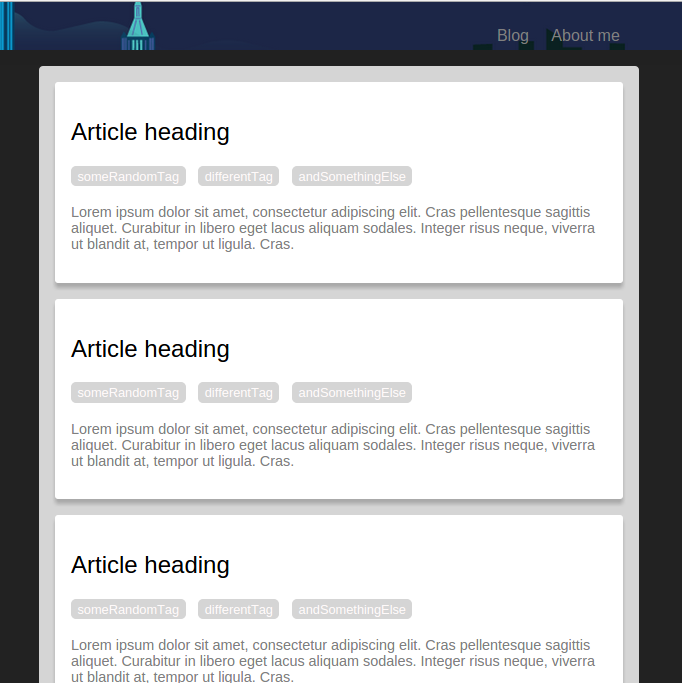 Blog About me
Article heading
someRandomTag differentTag andSomethingElse
Lorem ipsum dolor sit amet, consectetur adipiscing elit. Cras pellentesque sagittis
aliquet. Curabitur in libero eget lacus aliquam sodales. Integer risus neque, viverra
ut blandit at, tempor ut ligula. Cras.
Article heading
someRandomTag differentTag andSomethingElse
Lorem ipsum dolor sit amet, consectetur adipiscing elit. Cras pellentesque sagittis
aliquet. Curabitur in libero eget lacus aliquam sodales. Integer risus neque, viverra
ut blandit at, tempor ut ligula. Cras.
Article heading
someRandomTag differentTag andSomethingElse
Lorem ipsum dolor sit amet, consectetur adipiscing elit. Cras pellentesque sagittis
aliquet. Curabitur in libero eget lacus aliquam sodales. Integer risus neque, viverra
ut blandit at, tempor ut ligula. Cras.